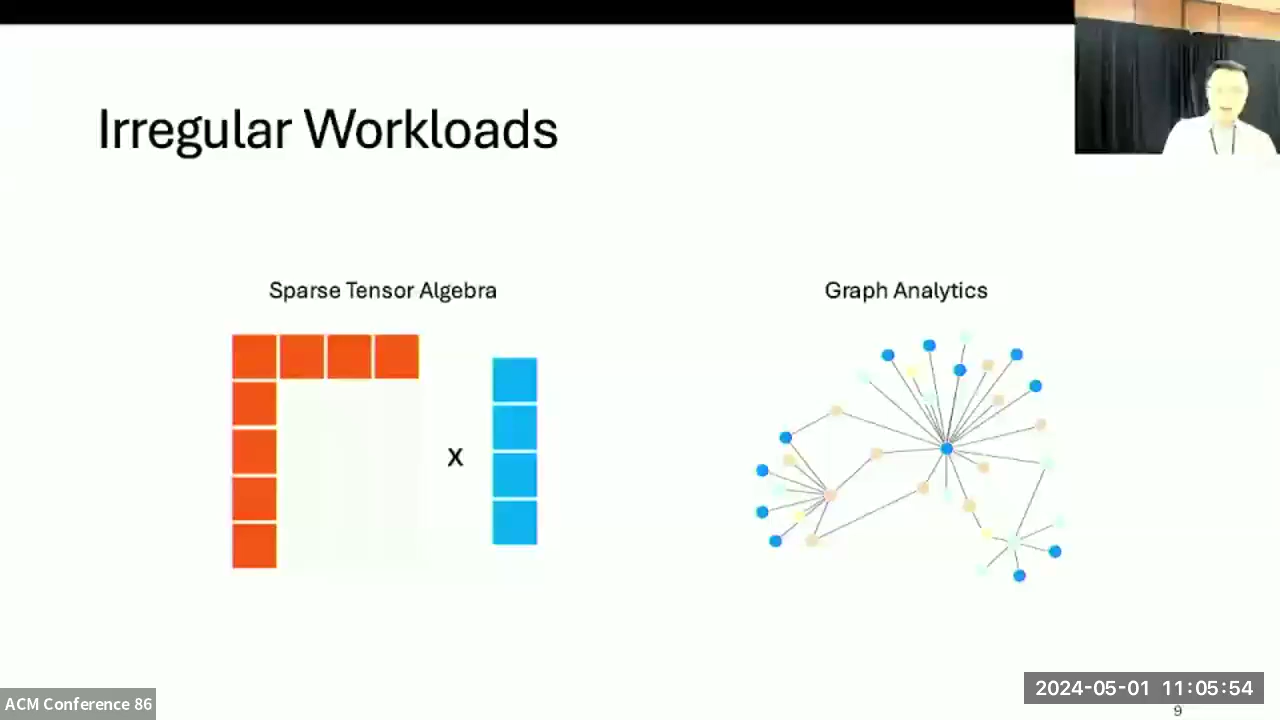 Irregular Workloads
Sparse Tensor Algebra
Graph Analytics
x
ACM Conference 86
2024-05-01 11:05:54
9